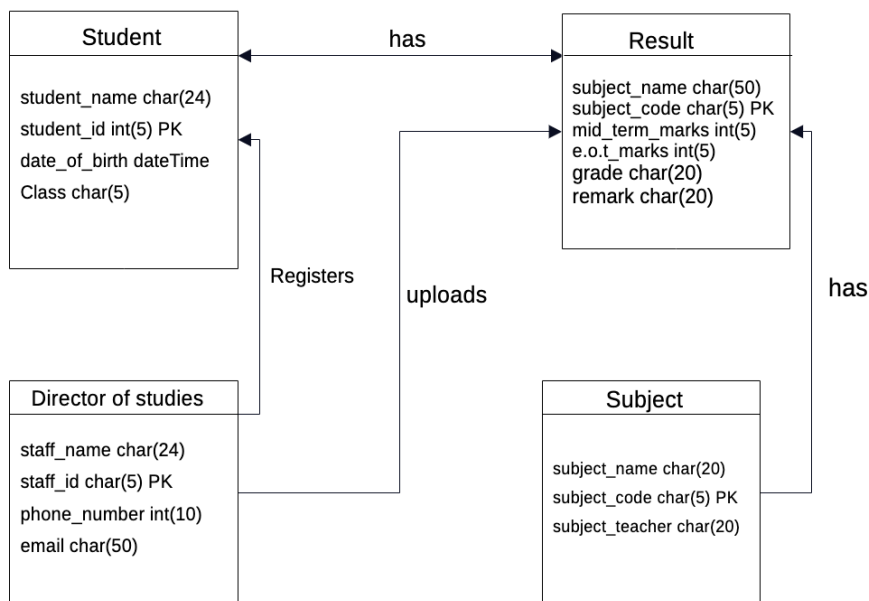 Student
student_name char(24)
student_id int(5) PK
date_of_birth dateTime
Class char(5)
has
Result
subject_name char(50)
subject_code char(5) PK
mid_term_marks int(5)
e.o.t_marks int(5)
grade char(20)
remark char(20)
Registers
uploads
has
Director of studies
staff_name char(24)
staff_id char(5) PK
phone_number int(10)
email char(50)
Subject
subject_name char(20)
subject_code char(5) PK
subject_teacher char(20)